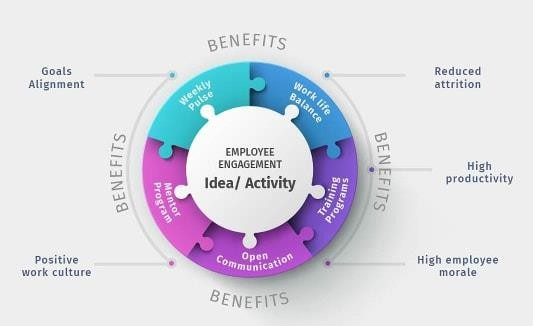 BENEFITS
Goals
Alignment
Weekly
Pulse
Work life
Balance
Reduced
attrition
BENEFITS
EMPLOYEE
ENGAGEMENT
Idea/ Activity
BENEFITS
High
productivity
Mentor
Program
Training
Programs
Open
Communication
Positive
work culture
High employee
morale
BENEFITS